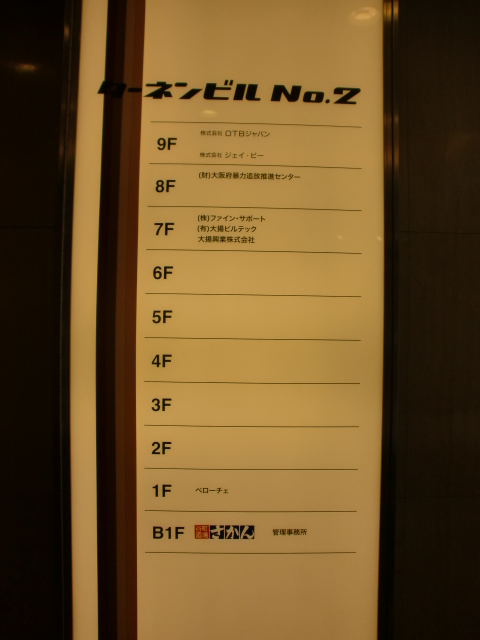 ターネンビル No.2
9F 株式会社 OTBジャパン
株式会社 ジェイ・ビー
8F (財)大阪府暴力追放推進センター
7F (株)ファイン・サポート
(有)大揚ビルテック
大揚興業株式会社
6F
5F
4F
3F
2F
1F ベローチェ
B1F さかん 管理事務所